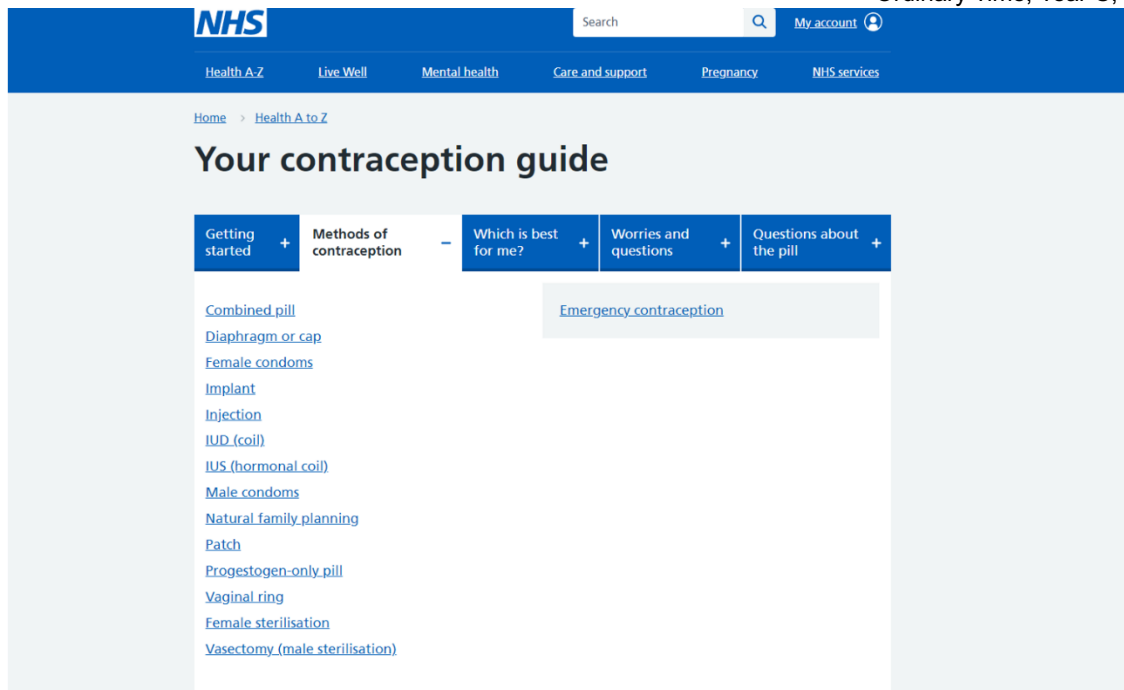 NHS
Search
My account
Health A-Z
Live Well
Mental health
Care and support
Pregnancy
NHS services
Home > Health A to Z
Your contraception guide
Getting started +
Methods of contraception −
Which is best for me? +
Worries and questions +
Questions about the pill +
Combined pill
Diaphragm or cap
Female condoms
Implant
Injection
IUD (coil)
IUS (hormonal coil)
Male condoms
Natural family planning
Patch
Progestogen-only pill
Vaginal ring
Female sterilisation
Vasectomy (male sterilisation)
Emergency contraception